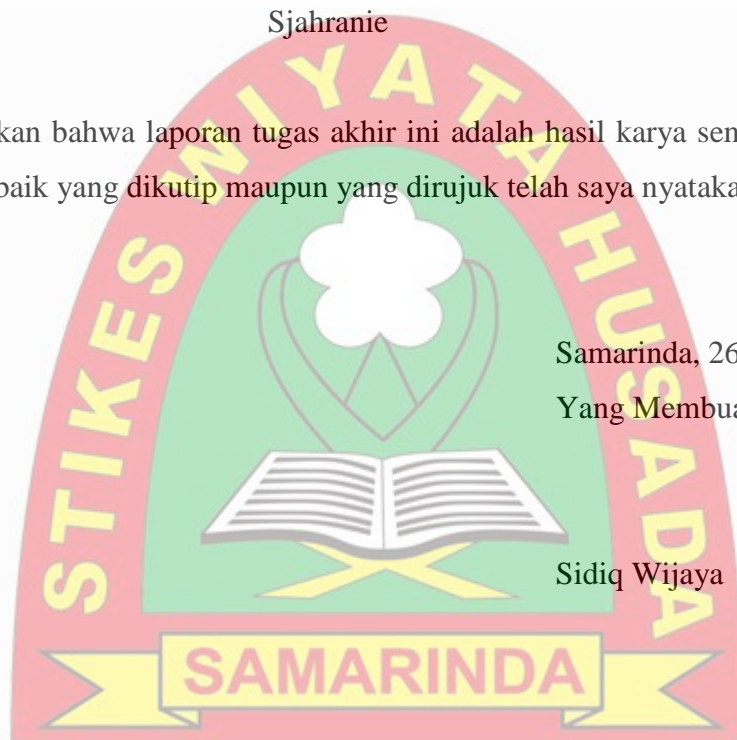 Sjahranie
kan bahwa laporan tugas akhir ini adalah hasil karya sen
baik yang dikutip maupun yang dirujuk telah saya nyataka
Samarinda, 26
Yang Membua
Sidiq Wijaya
STIKES WIYATA HUSADA
SAMARINDA